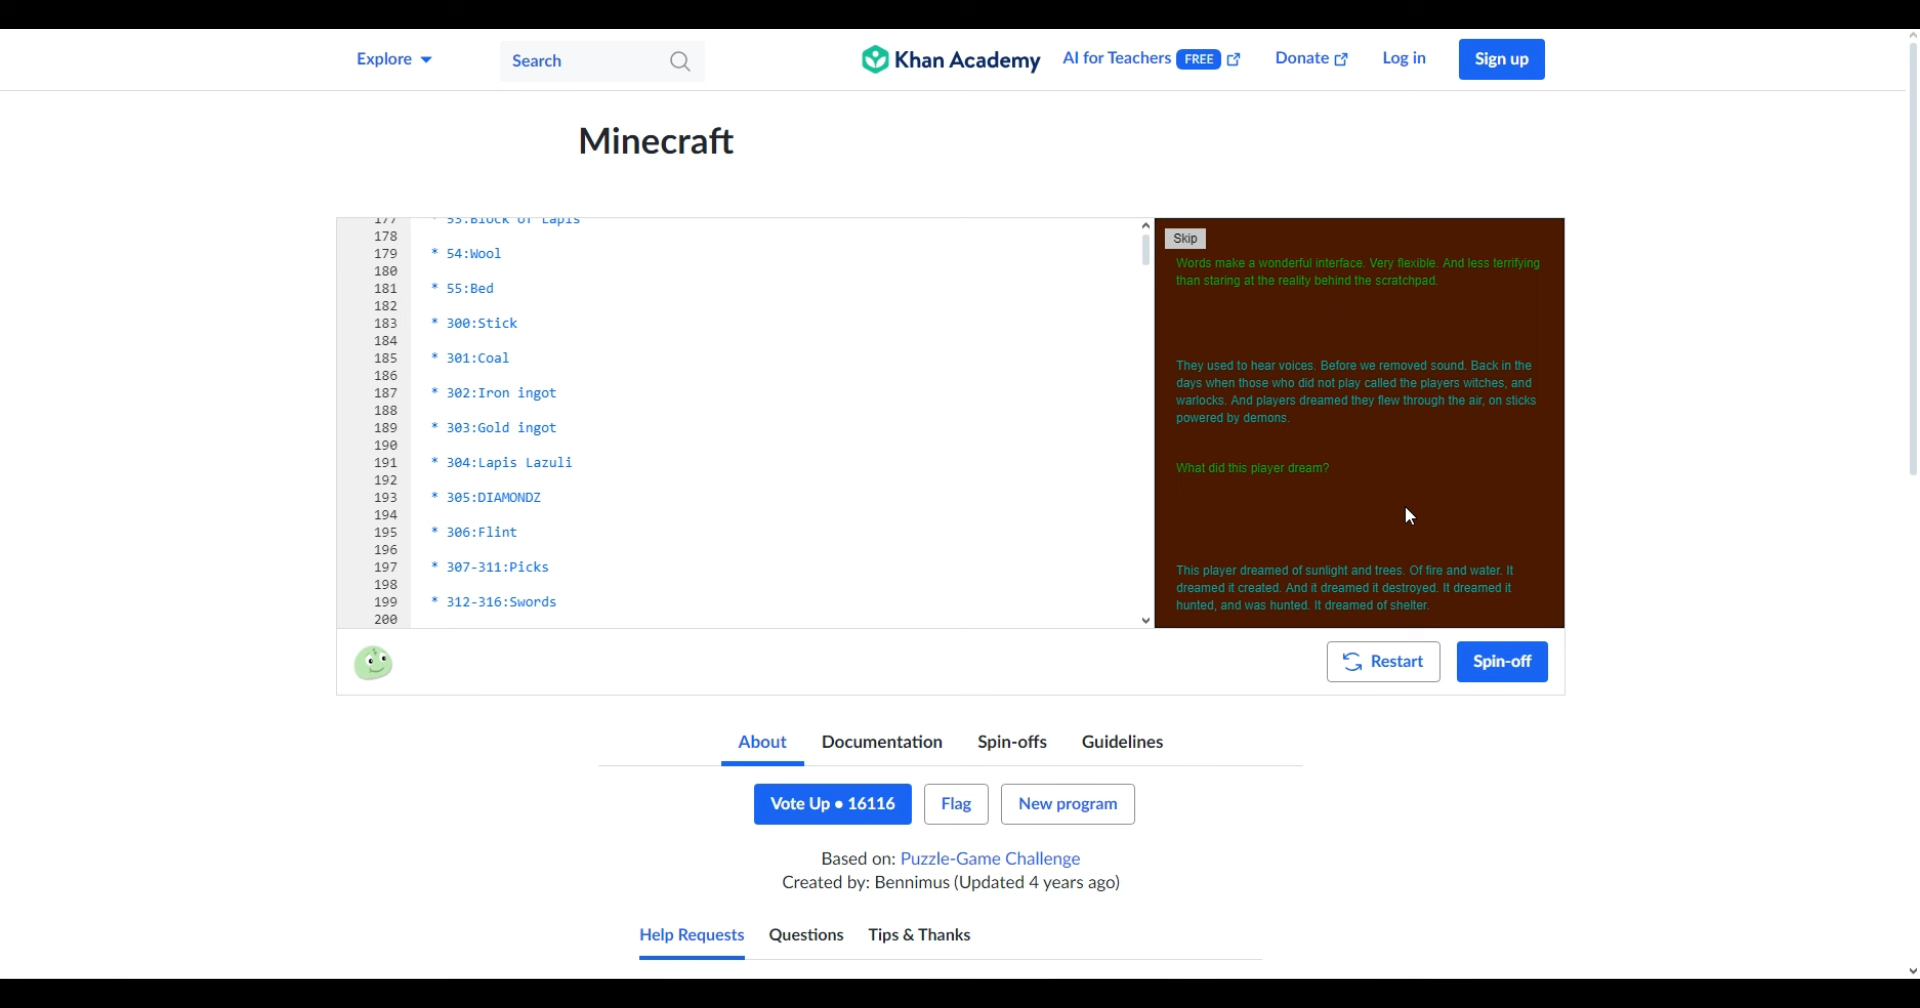 Explore
Search
Khan Academy
AI for Teachers FREE
Donate
Log in
Sign up
Minecraft
177 * 53:Block of Lapis
178
179 * 54:Wool
180
181 * 55:Bed
182
183 * 300:Stick
184
185 * 301:Coal
186
187 * 302:Iron ingot
188
189 * 303:Gold ingot
190
191 * 304:Lapis Lazuli
192
193 * 305:DIAMONDZ
194
195 * 306:Flint
196
197 * 307-311:Picks
198
199 * 312-316:Swords
200
Skip
Words make a wonderful interface. Very flexible. And less terrifying
than staring at the reality behind the scratchpad.
They used to hear voices. Before we removed sound. Back in the
days when those who did not play called the players witches, and
warlocks. And players dreamed they flew through the air, on sticks
powered by demons.
What did this player dream?
This player dreamed of sunlight and trees. Of fire and water. It
dreamed it created. And it dreamed it destroyed. It dreamed it
hunted, and was hunted. It dreamed of shelter.
Restart
Spin-off
About
Documentation
Spin-offs
Guidelines
Vote Up • 16116
Flag
New program
Based on: Puzzle-Game Challenge
Created by: Bennimus (Updated 4 years ago)
Help Requests
Questions
Tips & Thanks